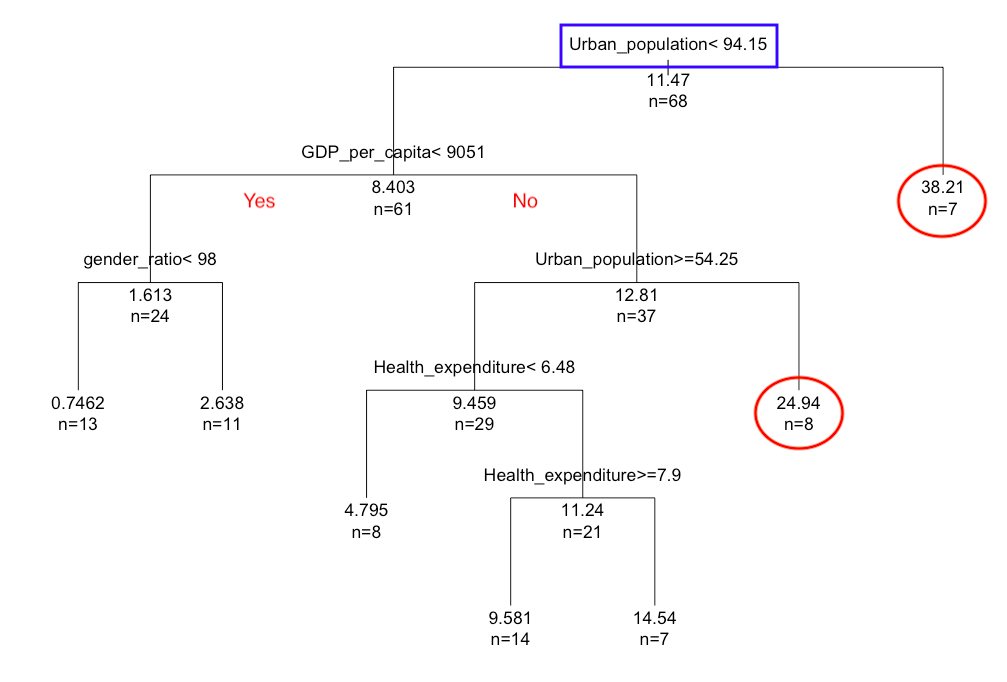 Urban_population< 94.15
11.47
n=68
GDP_per_capita< 9051
8.403
n=61
Yes
No
38.21
n=7
gender_ratio< 98
1.613
n=24
Urban_population>=54.25
12.81
n=37
0.7462
n=13
2.638
n=11
Health_expenditure< 6.48
9.459
n=29
24.94
n=8
Health_expenditure>=7.9
4.795
n=8
11.24
n=21
9.581
n=14
14.54
n=7